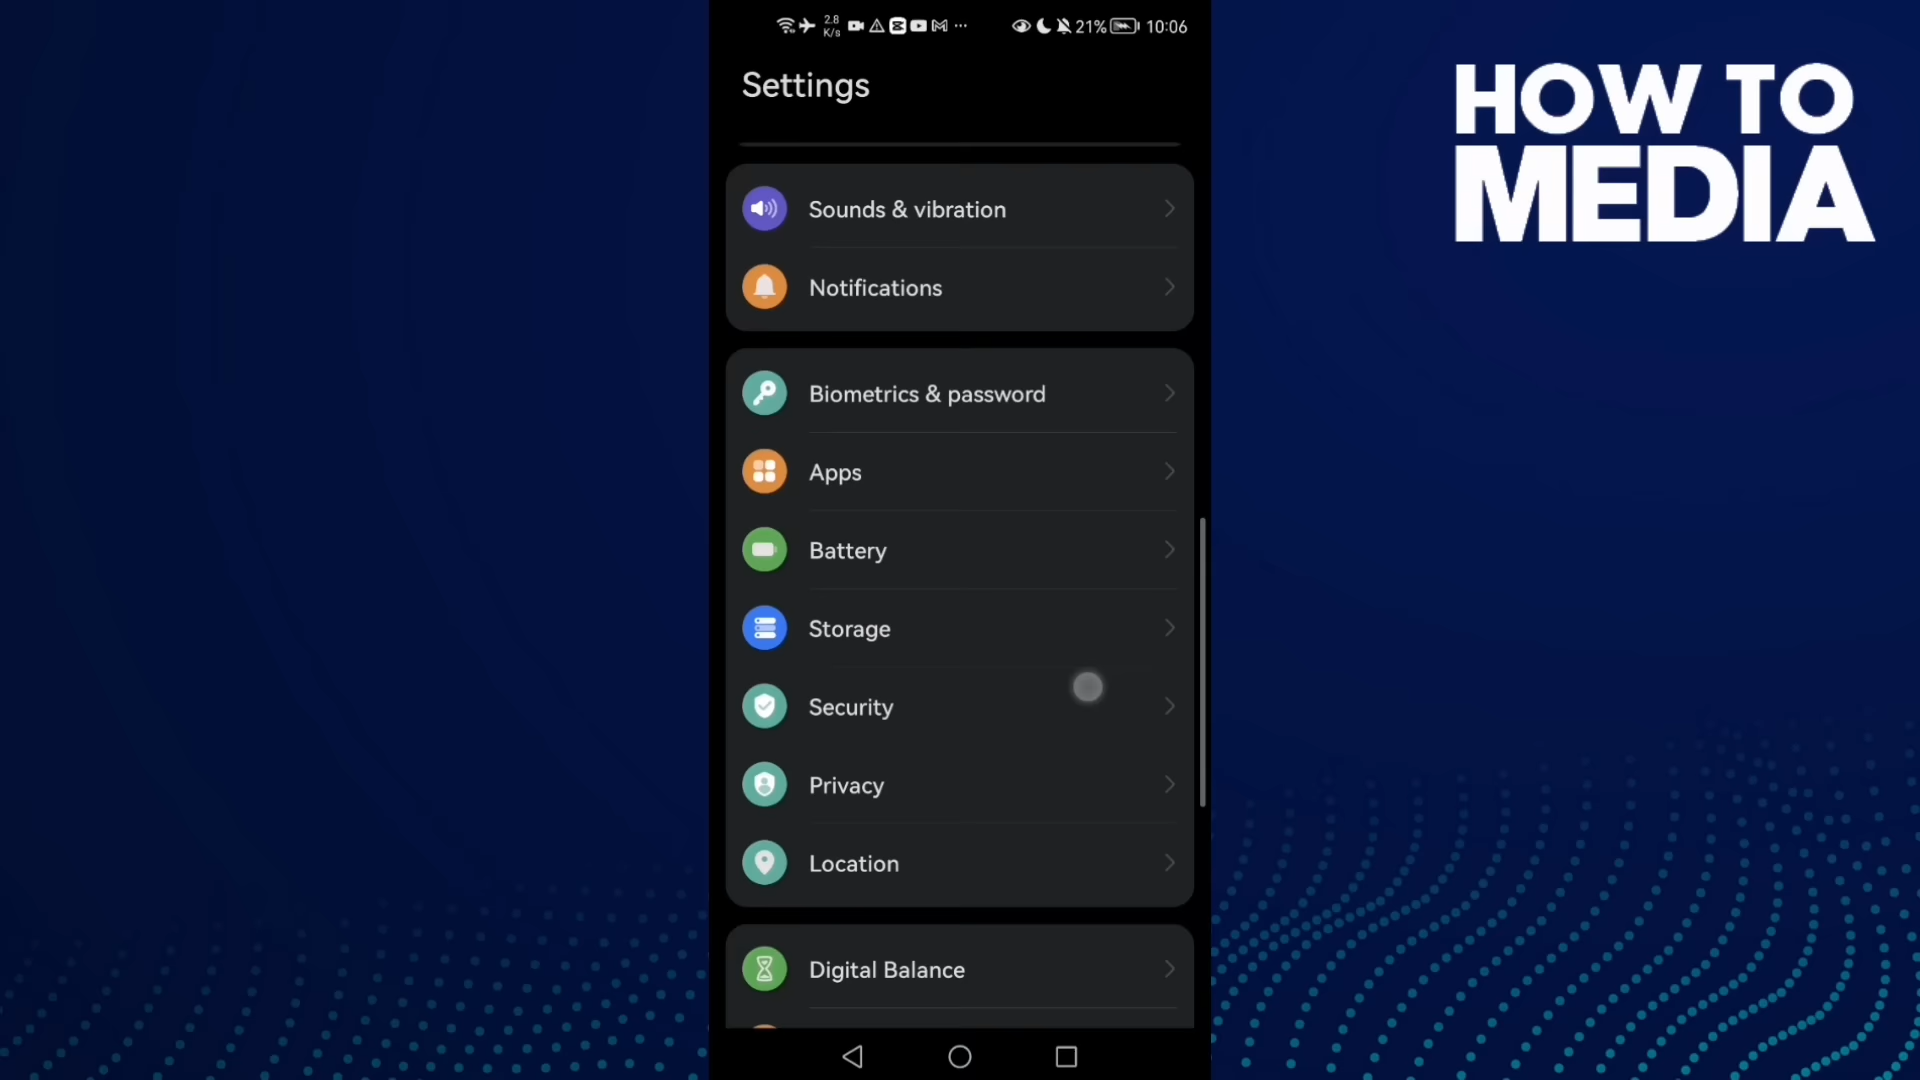 2.8
K/s
21%
10:06
HOW TO
MEDIA
Settings
Sounds & vibration
Notifications
Biometrics & password
Apps
Battery
Storage
Security
Privacy
Location
Digital Balance